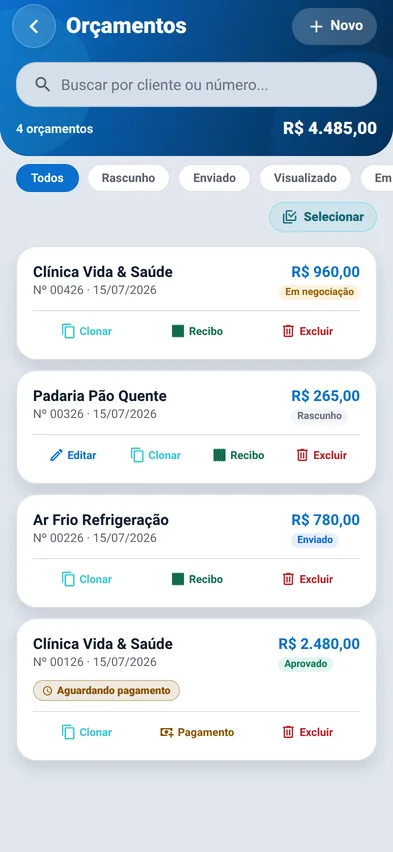 Orçamentos
Novo
Buscar por cliente ou número...
4 orçamentos
R$ 4.485,00
Todos
Rascunho
Enviado
Visualizado
Em
Selecionar
Clínica Vida & Saúde
R$ 960,00
Nº 00426 · 15/07/2026
Em negociação
Clonar
Recibo
Excluir
Padaria Pão Quente
R$ 265,00
Nº 00326 · 15/07/2026
Rascunho
Editar
Clonar
Recibo
Excluir
Ar Frio Refrigeração
R$ 780,00
Nº 00226 · 15/07/2026
Enviado
Clonar
Recibo
Excluir
Clínica Vida & Saúde
R$ 2.480,00
Nº 00126 · 15/07/2026
Aprovado
Aguardando pagamento
Clonar
Pagamento
Excluir